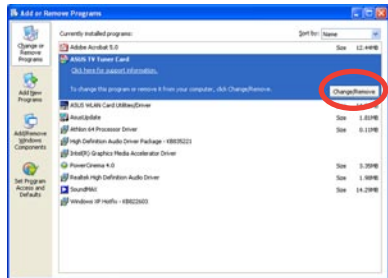 Add or Remove Programs
Change or
Remove
Programs
Add New
Programs
Add/Remove
Windows
Components
Set Program
Access and
Defaults
Currently installed programs:
Sort by: Name
Adobe Acrobat 5.0 Size 12.44MB
ASUS TV Tuner Card
Click here for support information.
To change this program or remove it from your computer, click Change/Remove.
Change/Remove
ASUS WLAN Card Utilities/Driver
AsusUpdate Size 1.81MB
Athlon 64 Processor Driver Size 0.11MB
High Definition Audio Driver Package - KB835221
Intel(R) Graphics Media Accelerator Driver
PowerCinema 4.0 Size 3.35MB
Realtek High Definition Audio Driver Size 1.98MB
SoundMAX Size 14.29MB
Windows XP Hotfix - KB822603